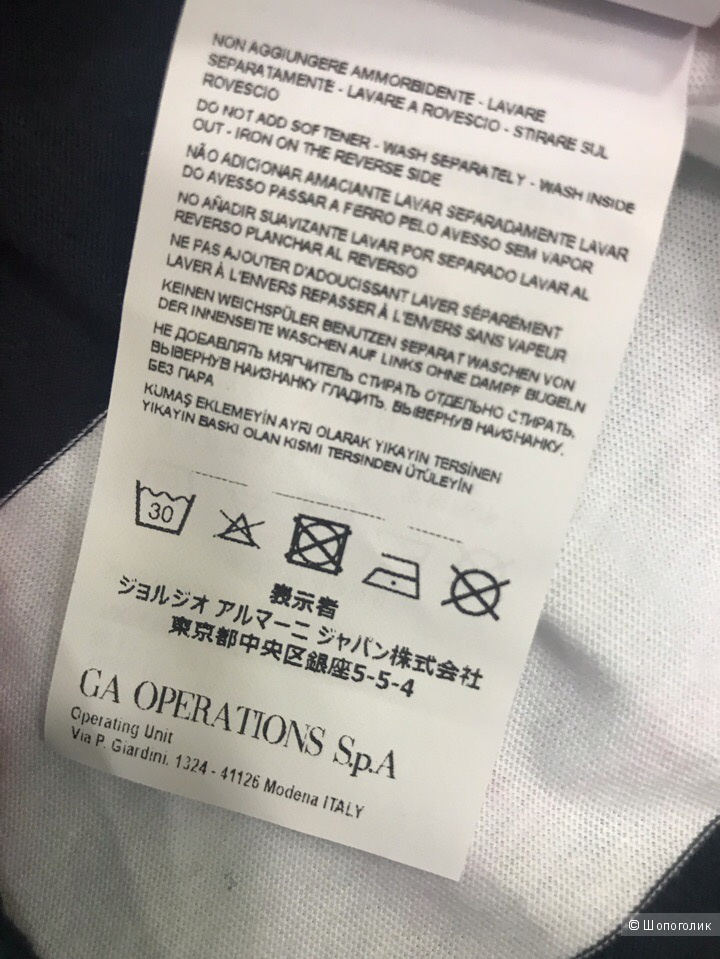 NON AGGIUNGERE AMMORBIDENTE - LAVARE
SEPARATAMENTE - LAVARE A ROVESCIO - STIRARE SUL
ROVESCIO
DO NOT ADD SOFTENER - WASH SEPARATELY - WASH INSIDE
OUT - IRON ON THE REVERSE SIDE
NÃO ADICIONAR AMACIANTE LAVAR SEPARADAMENTE LAVAR
DO AVESSO PASSAR A FERRO PELO AVESSO SEM VAPOR
NO AÑADIR SUAVIZANTE LAVAR POR SEPARADO LAVAR AL
REVERSO PLANCHAR AL REVERSO
NE PAS AJOUTER D'ADOUCISSANT LAVER SÉPARÉMENT
LAVER À L'ENVERS REPASSER À L'ENVERS SANS VAPEUR
KEINEN WEICHSPÜLER BENUTZEN SEPARAT WASCHEN VON
DER INNENSEITE WASCHEN AUF LINKS OHNE DAMPF BÜGELN
НЕ ДОБАВЛЯТЬ МЯГЧИТЕЛЬ СТИРАТЬ ОТДЕЛЬНО СТИРАТЬ,
ВЫВЕРНУВ НАИЗНАНКУ ГЛАДИТЬ, ВЫВЕРНУВ НАИЗНАНКУ,
БЕЗ ПАРА
KUMAŞ EKLEMEYİN AYRI OLARAK YIKAYIN TERSİNEN
YIKAYIN BASKI OLAN KISMI TERSINDEN ÜTÜLEYİN
30
表示者
ジョルジオ アルマーニ ジャパン株式会社
東京都中央区銀座5-5-4
GA OPERATIONS S.p.A
Operating Unit
Via P. Giardini, 1324 - 41126 Modena ITALY
© Шопоголик